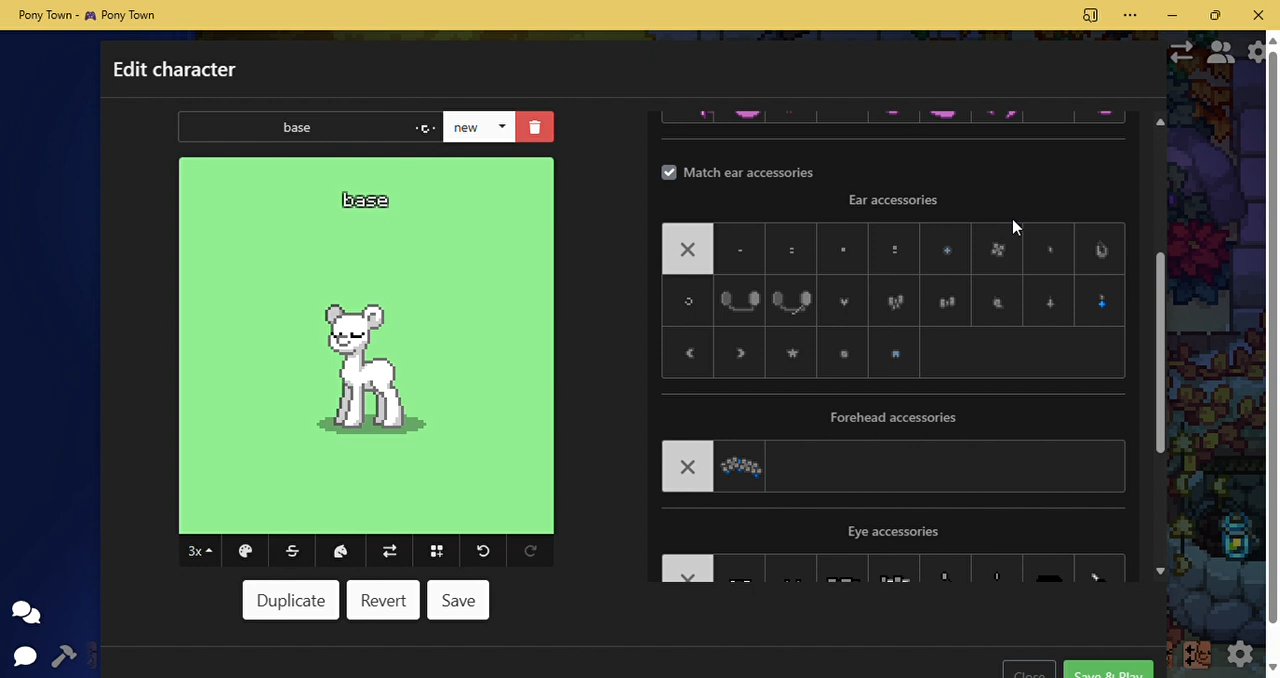 Pony Town - 🎮 Pony Town
Edit character
base
new
base
Match ear accessories
Ear accessories
Forehead accessories
Eye accessories
3x
Duplicate
Revert
Save
Close
Save & Play